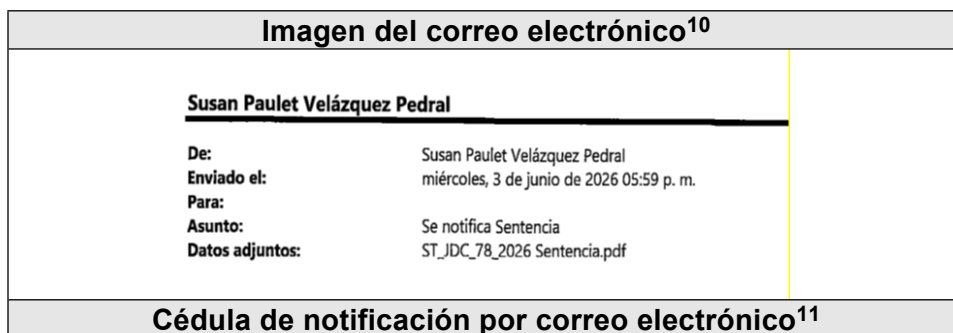 Imagen del correo electrónico10
Susan Paulet Velázquez Pedral
De: Susan Paulet Velázquez Pedral
Enviado el: miércoles, 3 de junio de 2026 05:59 p. m.
Para:
Asunto: Se notifica Sentencia
Datos adjuntos: ST_JDC_78_2026 Sentencia.pdf
Cédula de notificación por correo electrónico11